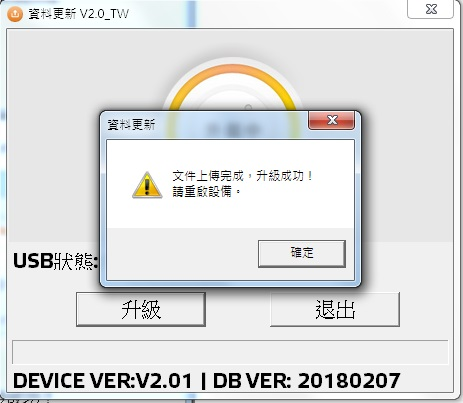 資料更新 V2.0_TW
資料更新
文件上傳完成，升級成功！
請重啟設備。
確定
USB狀態:
升級
退出
DEVICE VER:V2.01 | DB VER: 20180207